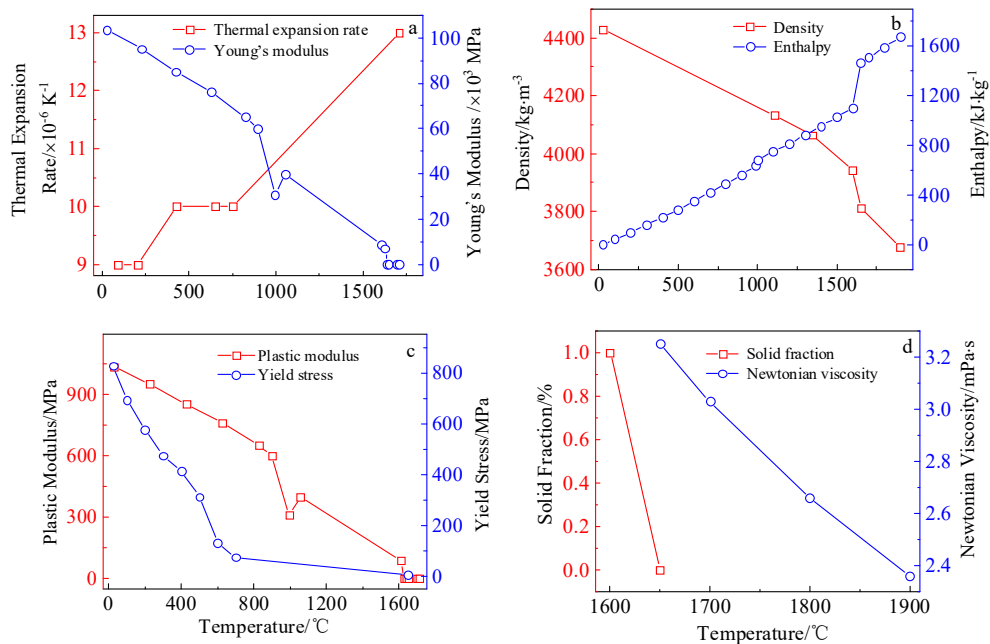 a
Thermal expansion rate
Young's modulus
Thermal Expansion
Rate/×10⁻⁶ K⁻¹
13
12
11
10
9
0
500
1000
1500
100
80
60
40
20
0
Young's Modulus /×10³ MPa
b
Density
Enthalpy
Density/kg·m⁻³
4400
4200
4000
3800
3600
0
500
1000
1500
1600
1200
800
400
0
Enthalpy/kJ·kg⁻¹
c
Plastic modulus
Yield stress
Plastic Modulus/MPa
900
600
300
0
0
400
800
1200
1600
Temperature/℃
800
600
400
200
0
Yield Stress/MPa
d
Solid fraction
Newtonian viscosity
Solid Fraction/%
1.0
0.8
0.6
0.4
0.2
0.0
1600
1700
1800
1900
Temperature/℃
3.2
3.0
2.8
2.6
2.4
Newtonian Viscosity/mPa·s